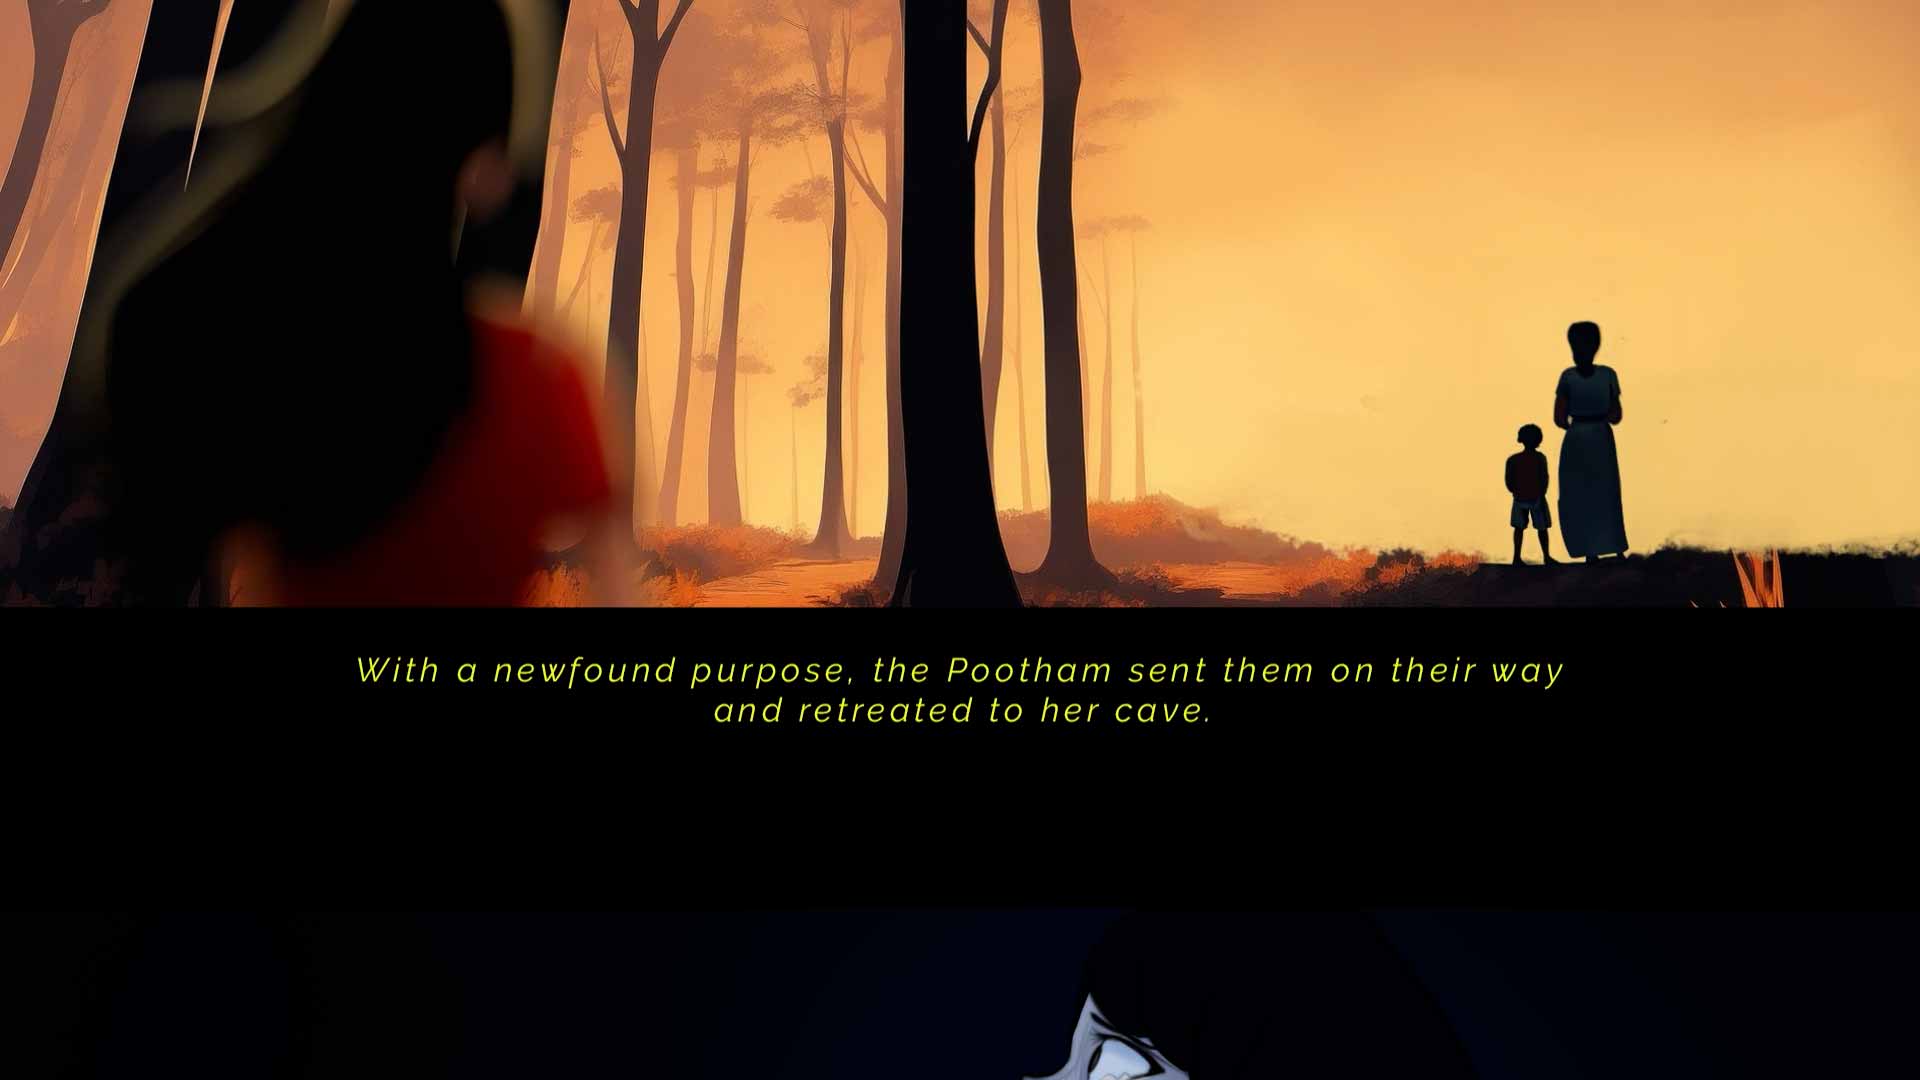 With a newfound purpose, the Pootham sent them on their way
and retreated to her cave.